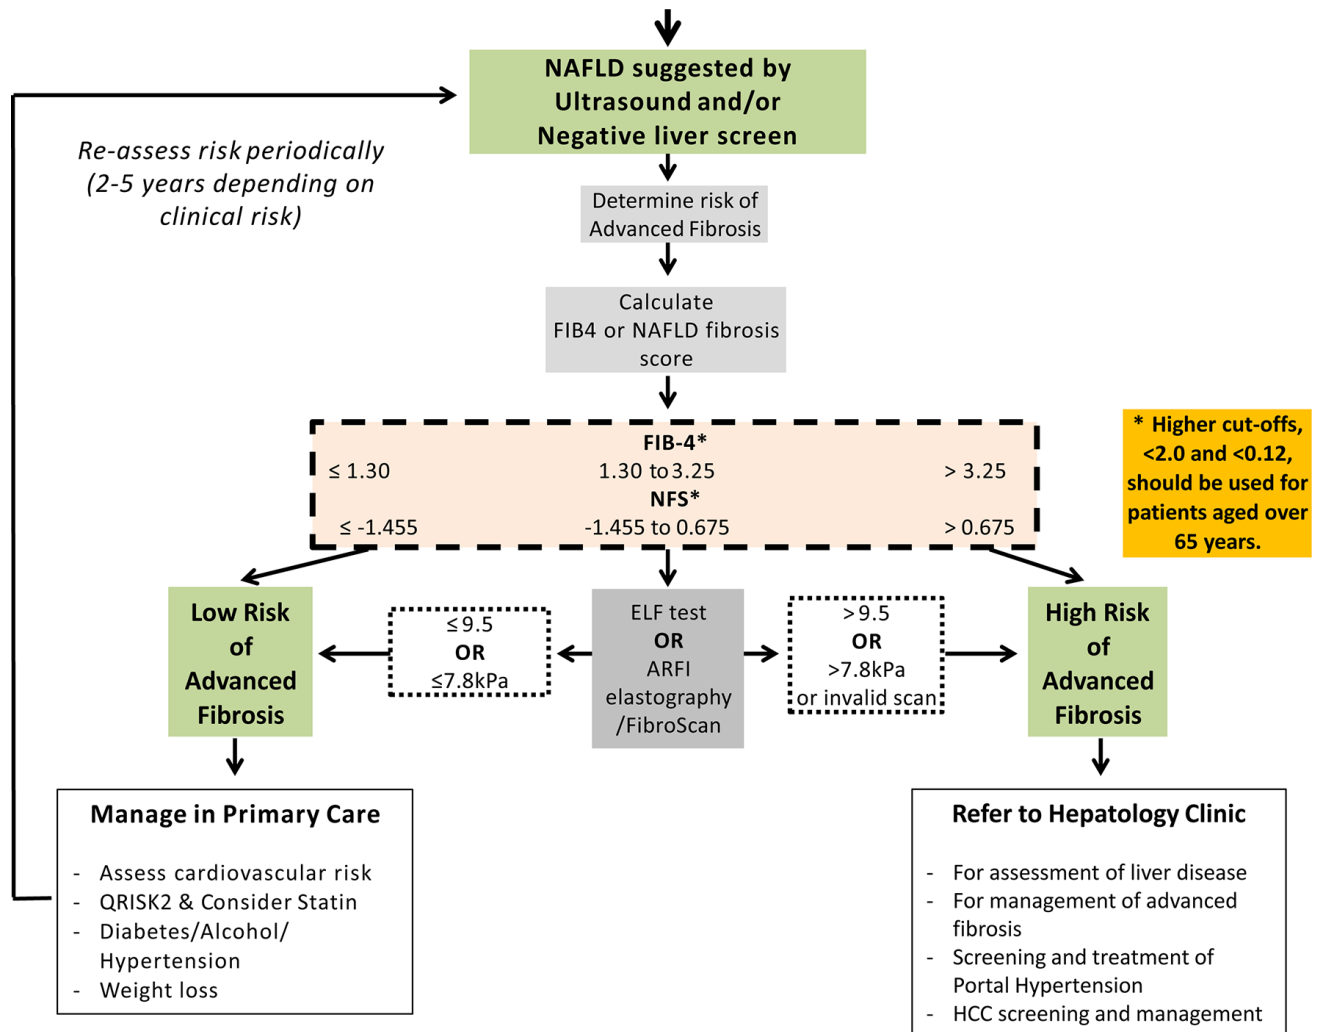 NAFLD suggested by
Ultrasound and/or
Negative liver screen
Re-assess risk periodically
(2-5 years depending on
clinical risk)
Determine risk of
Advanced Fibrosis
Calculate
FIB4 or NAFLD fibrosis
score
FIB-4*
≤ 1.30 1.30 to 3.25 > 3.25
NFS*
≤ -1.455 -1.455 to 0.675 > 0.675
* Higher cut-offs,
<2.0 and <0.12,
should be used for
patients aged over
65 years.
Low Risk
of
Advanced
Fibrosis
≤ 9.5
OR
≤7.8kPa
ELF test
OR
ARFI
elastography
/FibroScan
> 9.5
OR
>7.8kPa
or invalid scan
High Risk
of
Advanced
Fibrosis
Manage in Primary Care
- Assess cardiovascular risk
- QRISK2 & Consider Statin
- Diabetes/Alcohol/
Hypertension
- Weight loss
Refer to Hepatology Clinic
- For assessment of liver disease
- For management of advanced
fibrosis
- Screening and treatment of
Portal Hypertension
- HCC screening and management